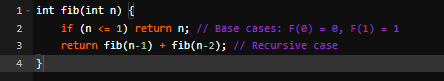 1 int fib(int n) {
2 if (n <= 1) return n; // Base cases: F(0) = 0, F(1) = 1
3 return fib(n-1) + fib(n-2); // Recursive case
4 }